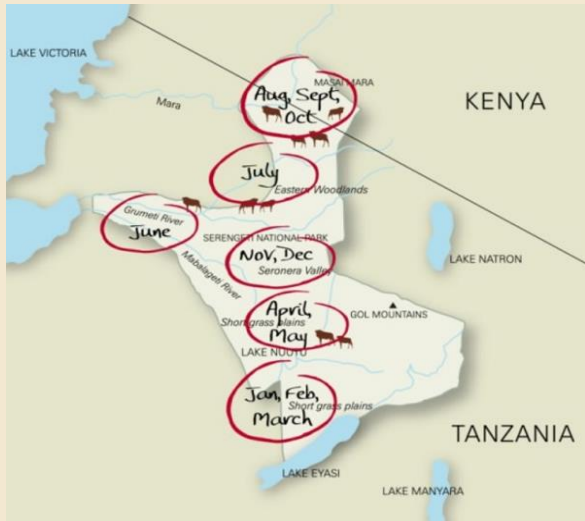 LAKE VICTORIA
MASAI MARA
Aug, Sept,
Oct
Mara
KENYA
July
Eastern Woodlands
Grumeti River
June
SERENGETI NATIONAL PARK
Nov, Dec
Seronera Valley
Mabalageti River
LAKE NATRON
April,
May
Short grass plains
GOL MOUNTAINS
LAKE NDUTU
Jan, Feb,
March
Short grass plains
TANZANIA
LAKE EYASI
LAKE MANYARA